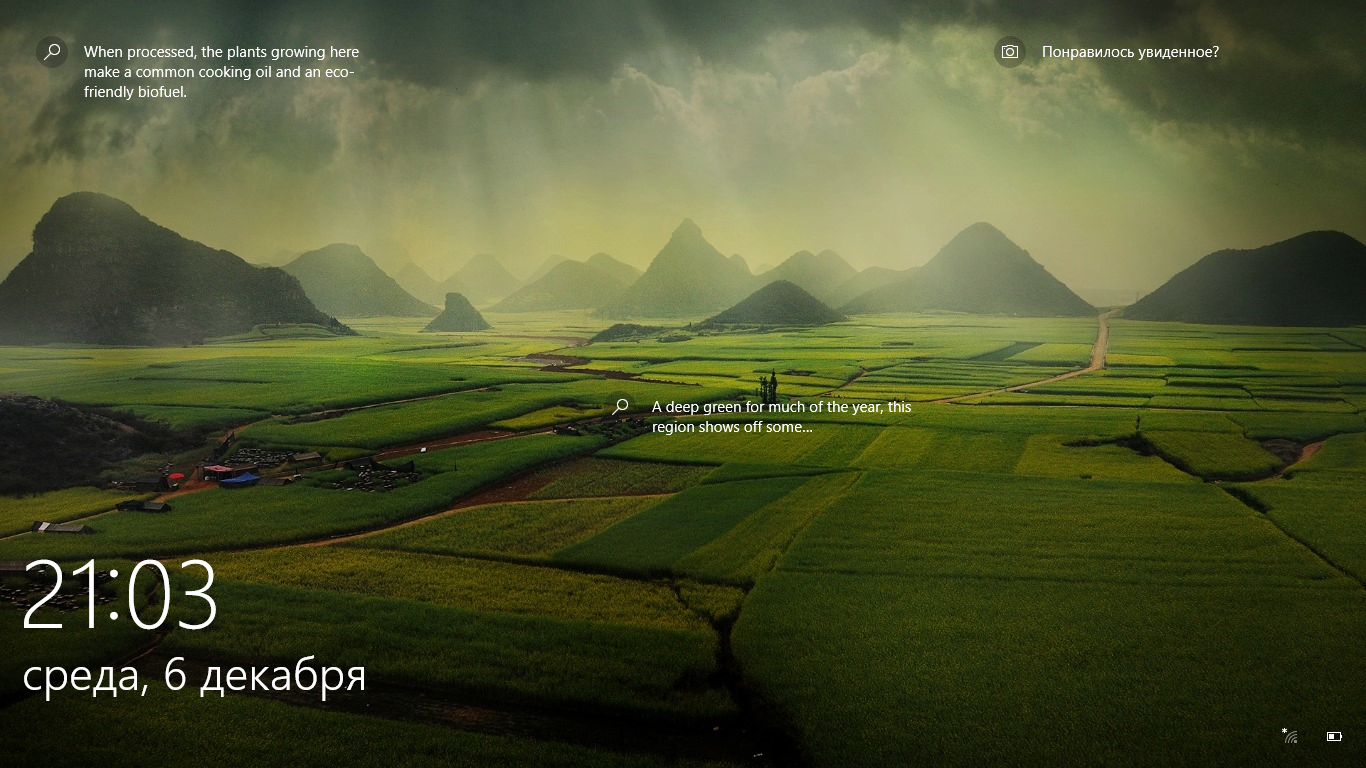 When processed, the plants growing here
make a common cooking oil and an eco-
friendly biofuel.
Понравилось увиденное?
A deep green for much of the year, this
region shows off some...
21:03
среда, 6 декабря